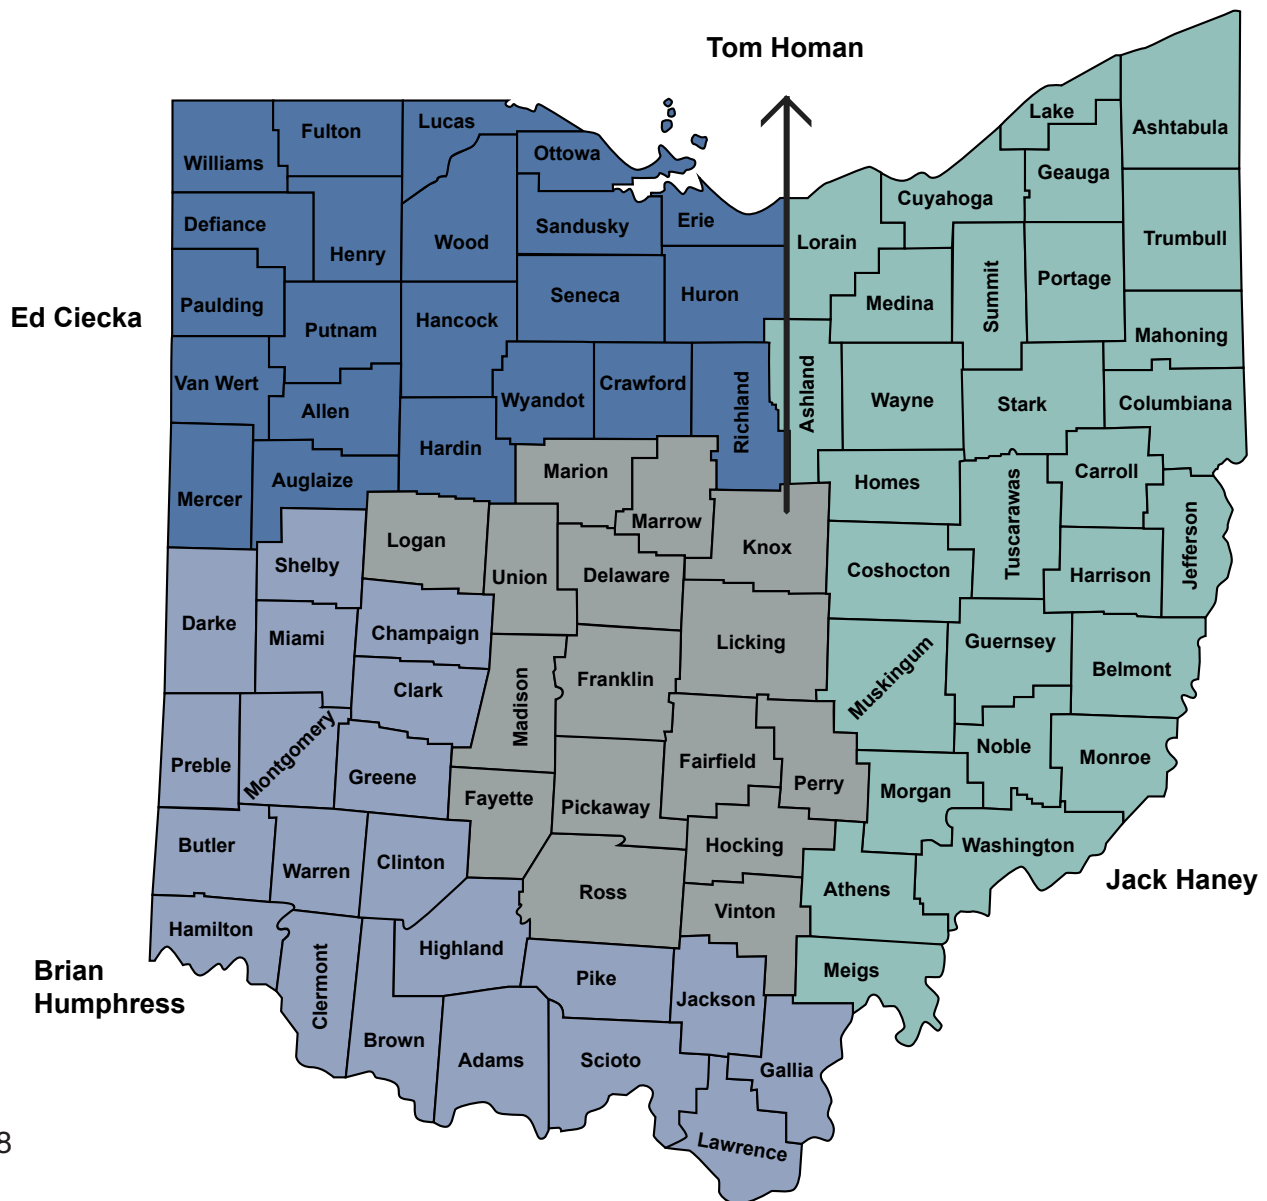 Tom Homan
Lake
Ashtabula
Fulton
Lucas
Williams
Ottowa
Geauga
Cuyahoga
Defiance
Henry
Wood
Sandusky
Erie
Lorain
Trumbull
Summit
Portage
Paulding
Putnam
Hancock
Seneca
Huron
Medina
Ed Ciecka
Mahoning
Van Wert
Allen
Wyandot
Crawford
Richland
Ashland
Wayne
Stark
Columbiana
Mercer
Auglaize
Hardin
Marion
Marrow
Homes
Tuscarawas
Carroll
Jefferson
Logan
Shelby
Union
Delaware
Knox
Coshocton
Harrison
Darke
Miami
Champaign
Licking
Muskingum
Guernsey
Belmont
Clark
Madison
Franklin
Preble
Montgomery
Greene
Fayette
Pickaway
Fairfield
Perry
Noble
Monroe
Morgan
Butler
Warren
Clinton
Hocking
Washington
Ross
Vinton
Athens
Jack Haney
Hamilton
Highland
Clermont
Brian
Humphress
Pike
Jackson
Meigs
Brown
Adams
Scioto
Gallia
Lawrence
8